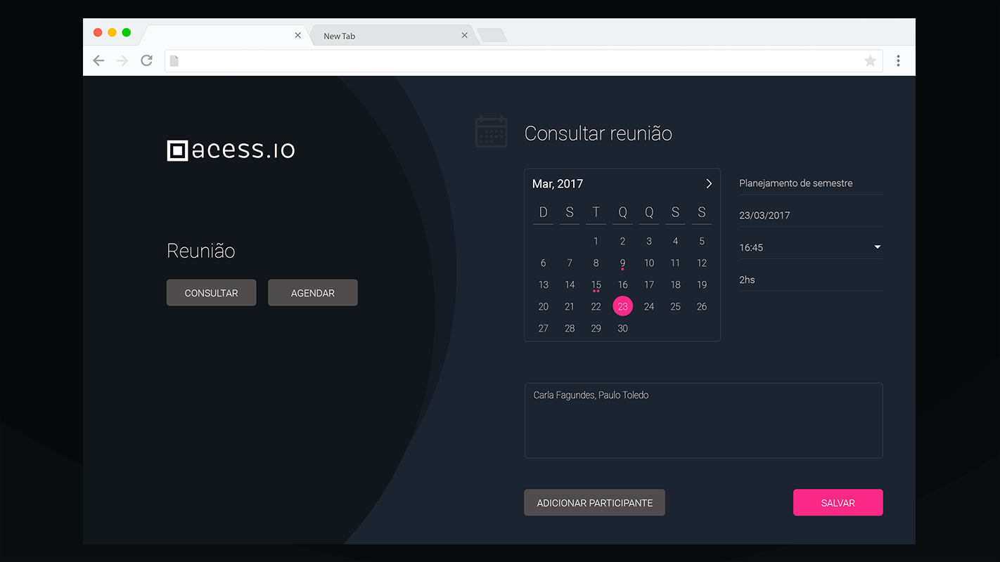 New Tab
acess.io
Reunião
CONSULTAR
AGENDAR
Consultar reunião
Mar, 2017
D S T Q Q S S
1 2 3 4 5
6 7 8 9 10 11 12
13 14 15 16 17 18 19
20 21 22 23 24 25 26
27 28 29 30
Planejamento de semestre
23/03/2017
16:45
2hs
Carla Fagundes, Paulo Toledo
ADICIONAR PARTICIPANTE
SALVAR